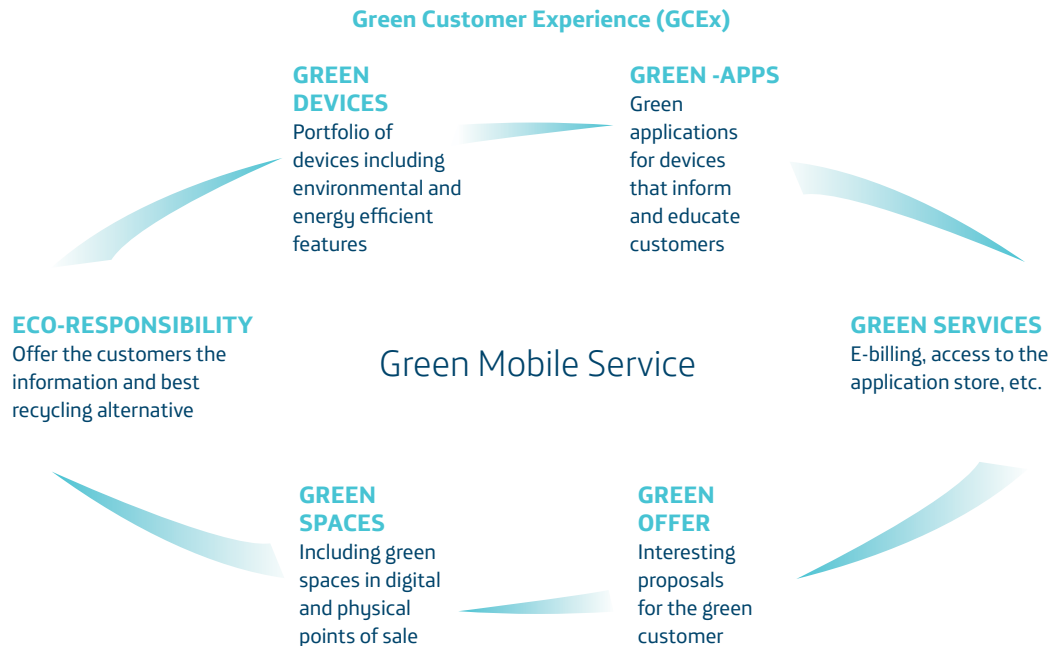 Green Customer Experience (GCEx)
GREEN
DEVICES
Portfolio of
devices including
environmental and
energy efficient
features
GREEN -APPS
Green
applications
for devices
that inform
and educate
customers
ECO-RESPONSIBILITY
Offer the customers the
information and best
recycling alternative
Green Mobile Service
GREEN SERVICES
E-billing, access to the
application store, etc.
GREEN
SPACES
Including green
spaces in digital
and physical
points of sale
GREEN
OFFER
Interesting
proposals
for the green
customer